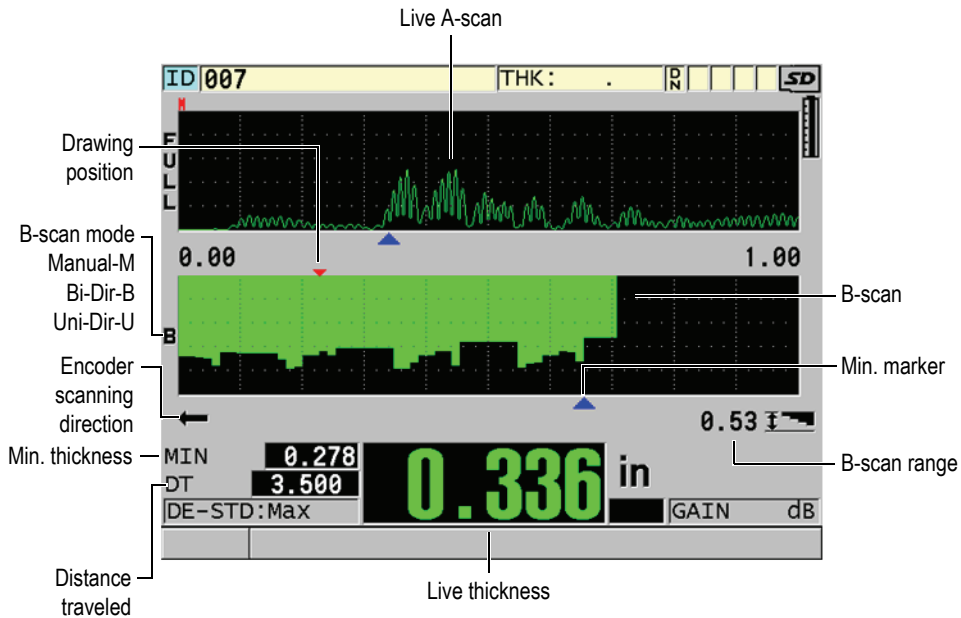 Live A-scan
ID 007 THK: . DN SD
M
FULL
Drawing
position
0.00 1.00
B-scan mode
Manual-M
Bi-Dir-B
Uni-Dir-U
B
B-scan
Encoder
scanning
direction
Min. marker
0.53
Min. thickness
MIN 0.278
DT 3.500
0.336 in
B-scan range
DE-STD:Max
GAIN dB
Distance
traveled
Live thickness